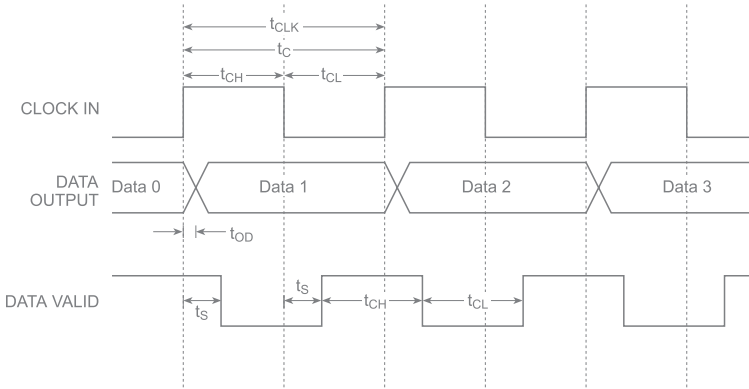 tCLK
tC
tCH tCL
CLOCK IN
DATA OUTPUT
Data 0 Data 1 Data 2 Data 3
tOD
DATA VALID
tS tS tCH tCL